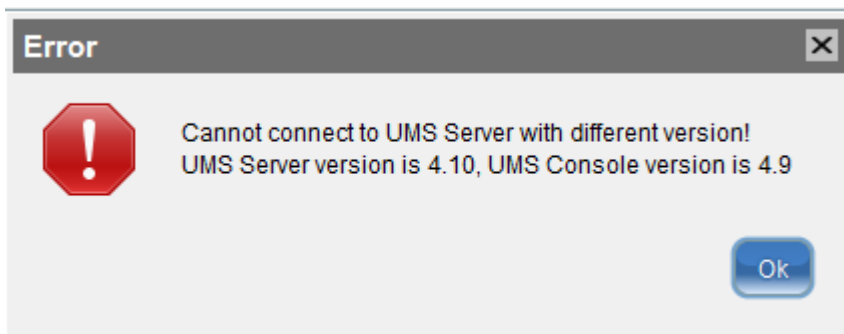 Error
Cannot connect to UMS Server with different version!
UMS Server version is 4.10, UMS Console version is 4.9
Ok